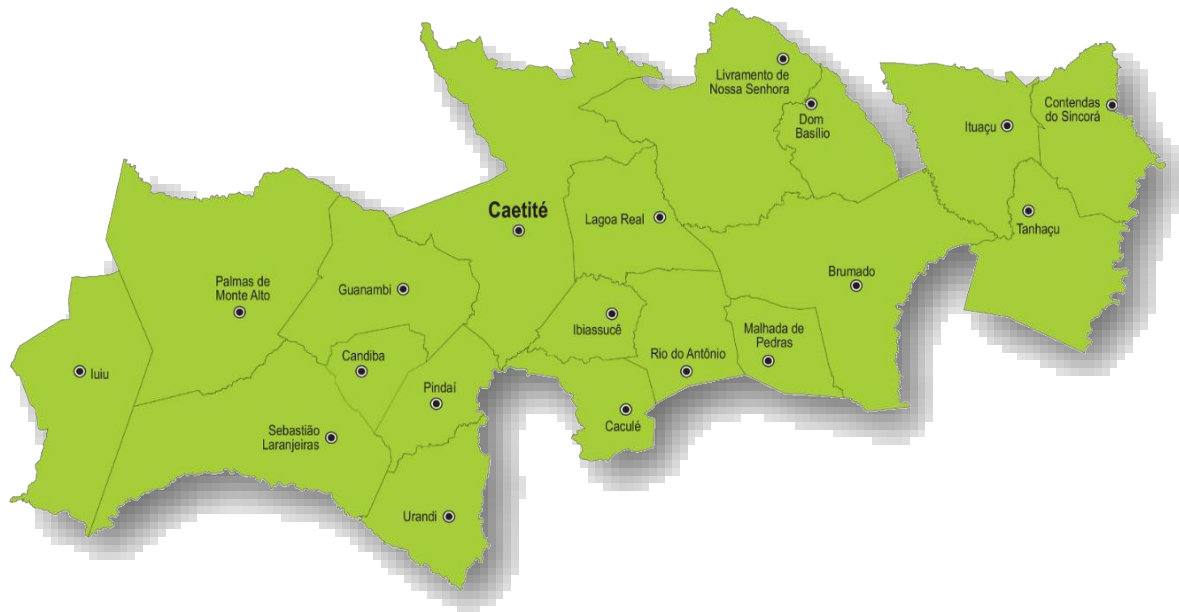 Livramento de
Nossa Senhora
Dom
Basílio
Ituaçu
Contendas
do Sincorá
Caetité
Lagoa Real
Tanhaçu
Palmas de
Monte Alto
Guanambi
Brumado
Ibiassucê
Malhada de
Pedras
Iuiu
Candiba
Rio do Antônio
Pindaí
Caculé
Sebastião
Laranjeiras
Urandi